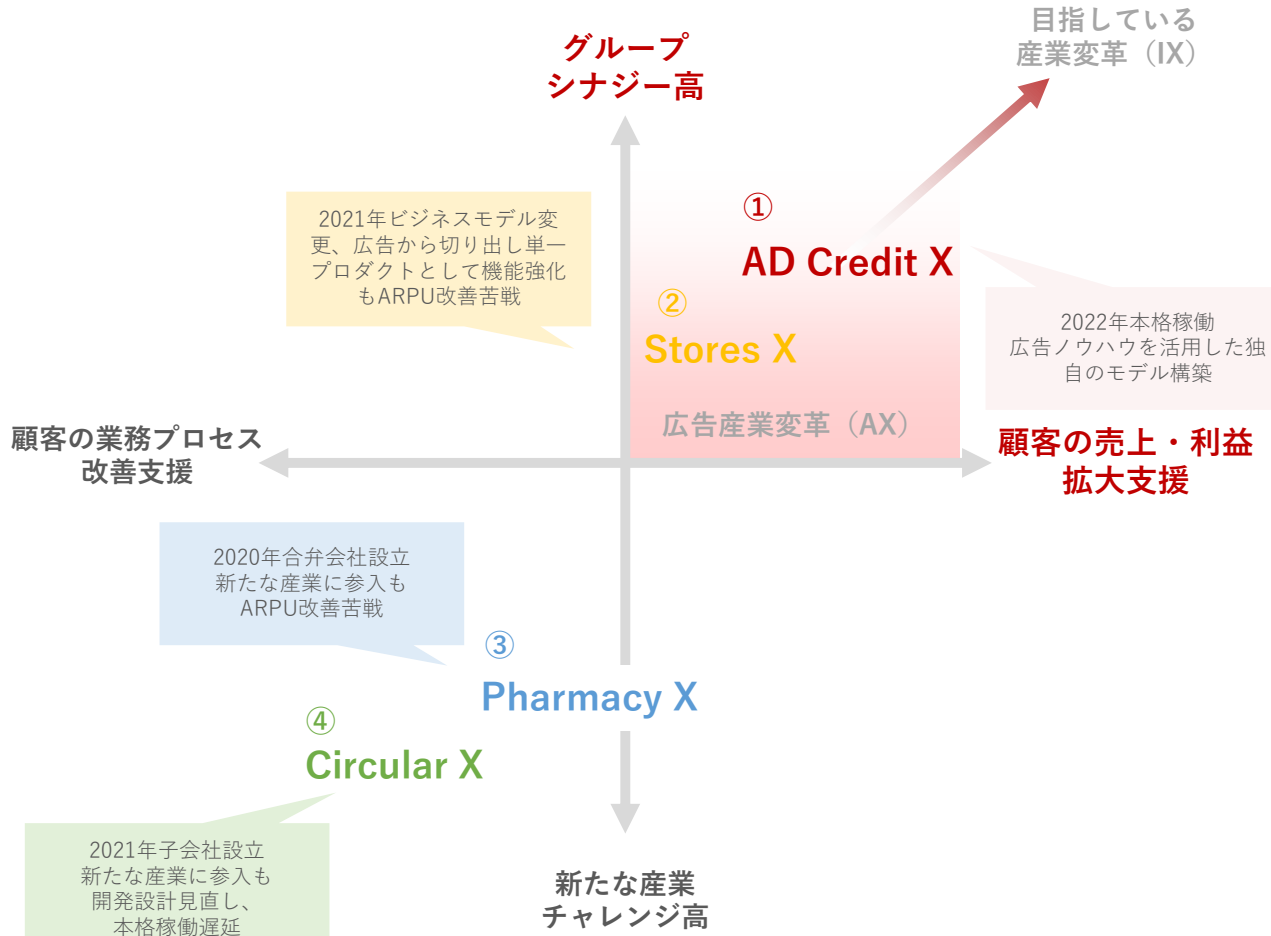 目指している
産業変革（IX）
グループ
シナジー高
2021年ビジネスモデル変
更、広告から切り出し単一
プロダクトとして機能強化
もARPU改善苦戦
①
AD Credit X
②
Stores X
2022年本格稼働
広告ノウハウを活用した独
自のモデル構築
広告産業変革（AX）
顧客の業務プロセス
改善支援
顧客の売上・利益
拡大支援
2020年合弁会社設立
新たな産業に参入も
ARPU改善苦戦
③
Pharmacy X
④
Circular X
2021年子会社設立
新たな産業に参入も
開発設計見直し、
本格稼働遅延
新たな産業
チャレンジ高